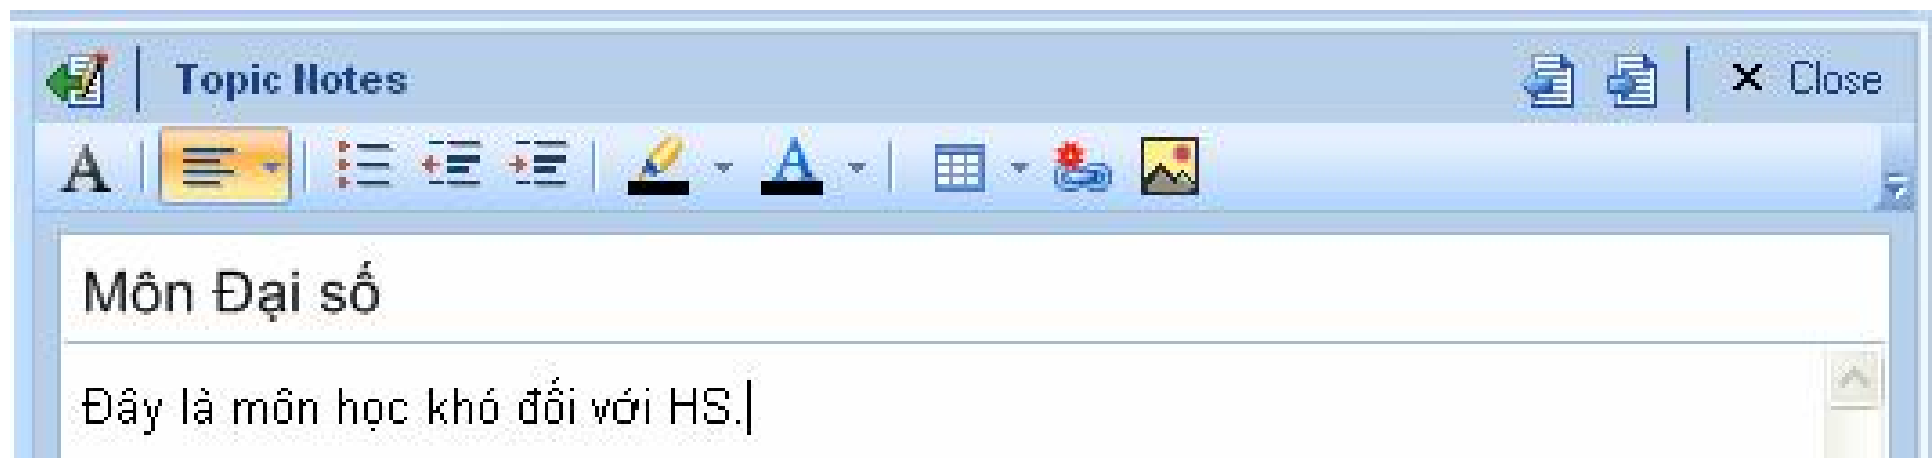 Topic Notes
Close
Môn Đại số
Đây là môn học khó đối với HS.